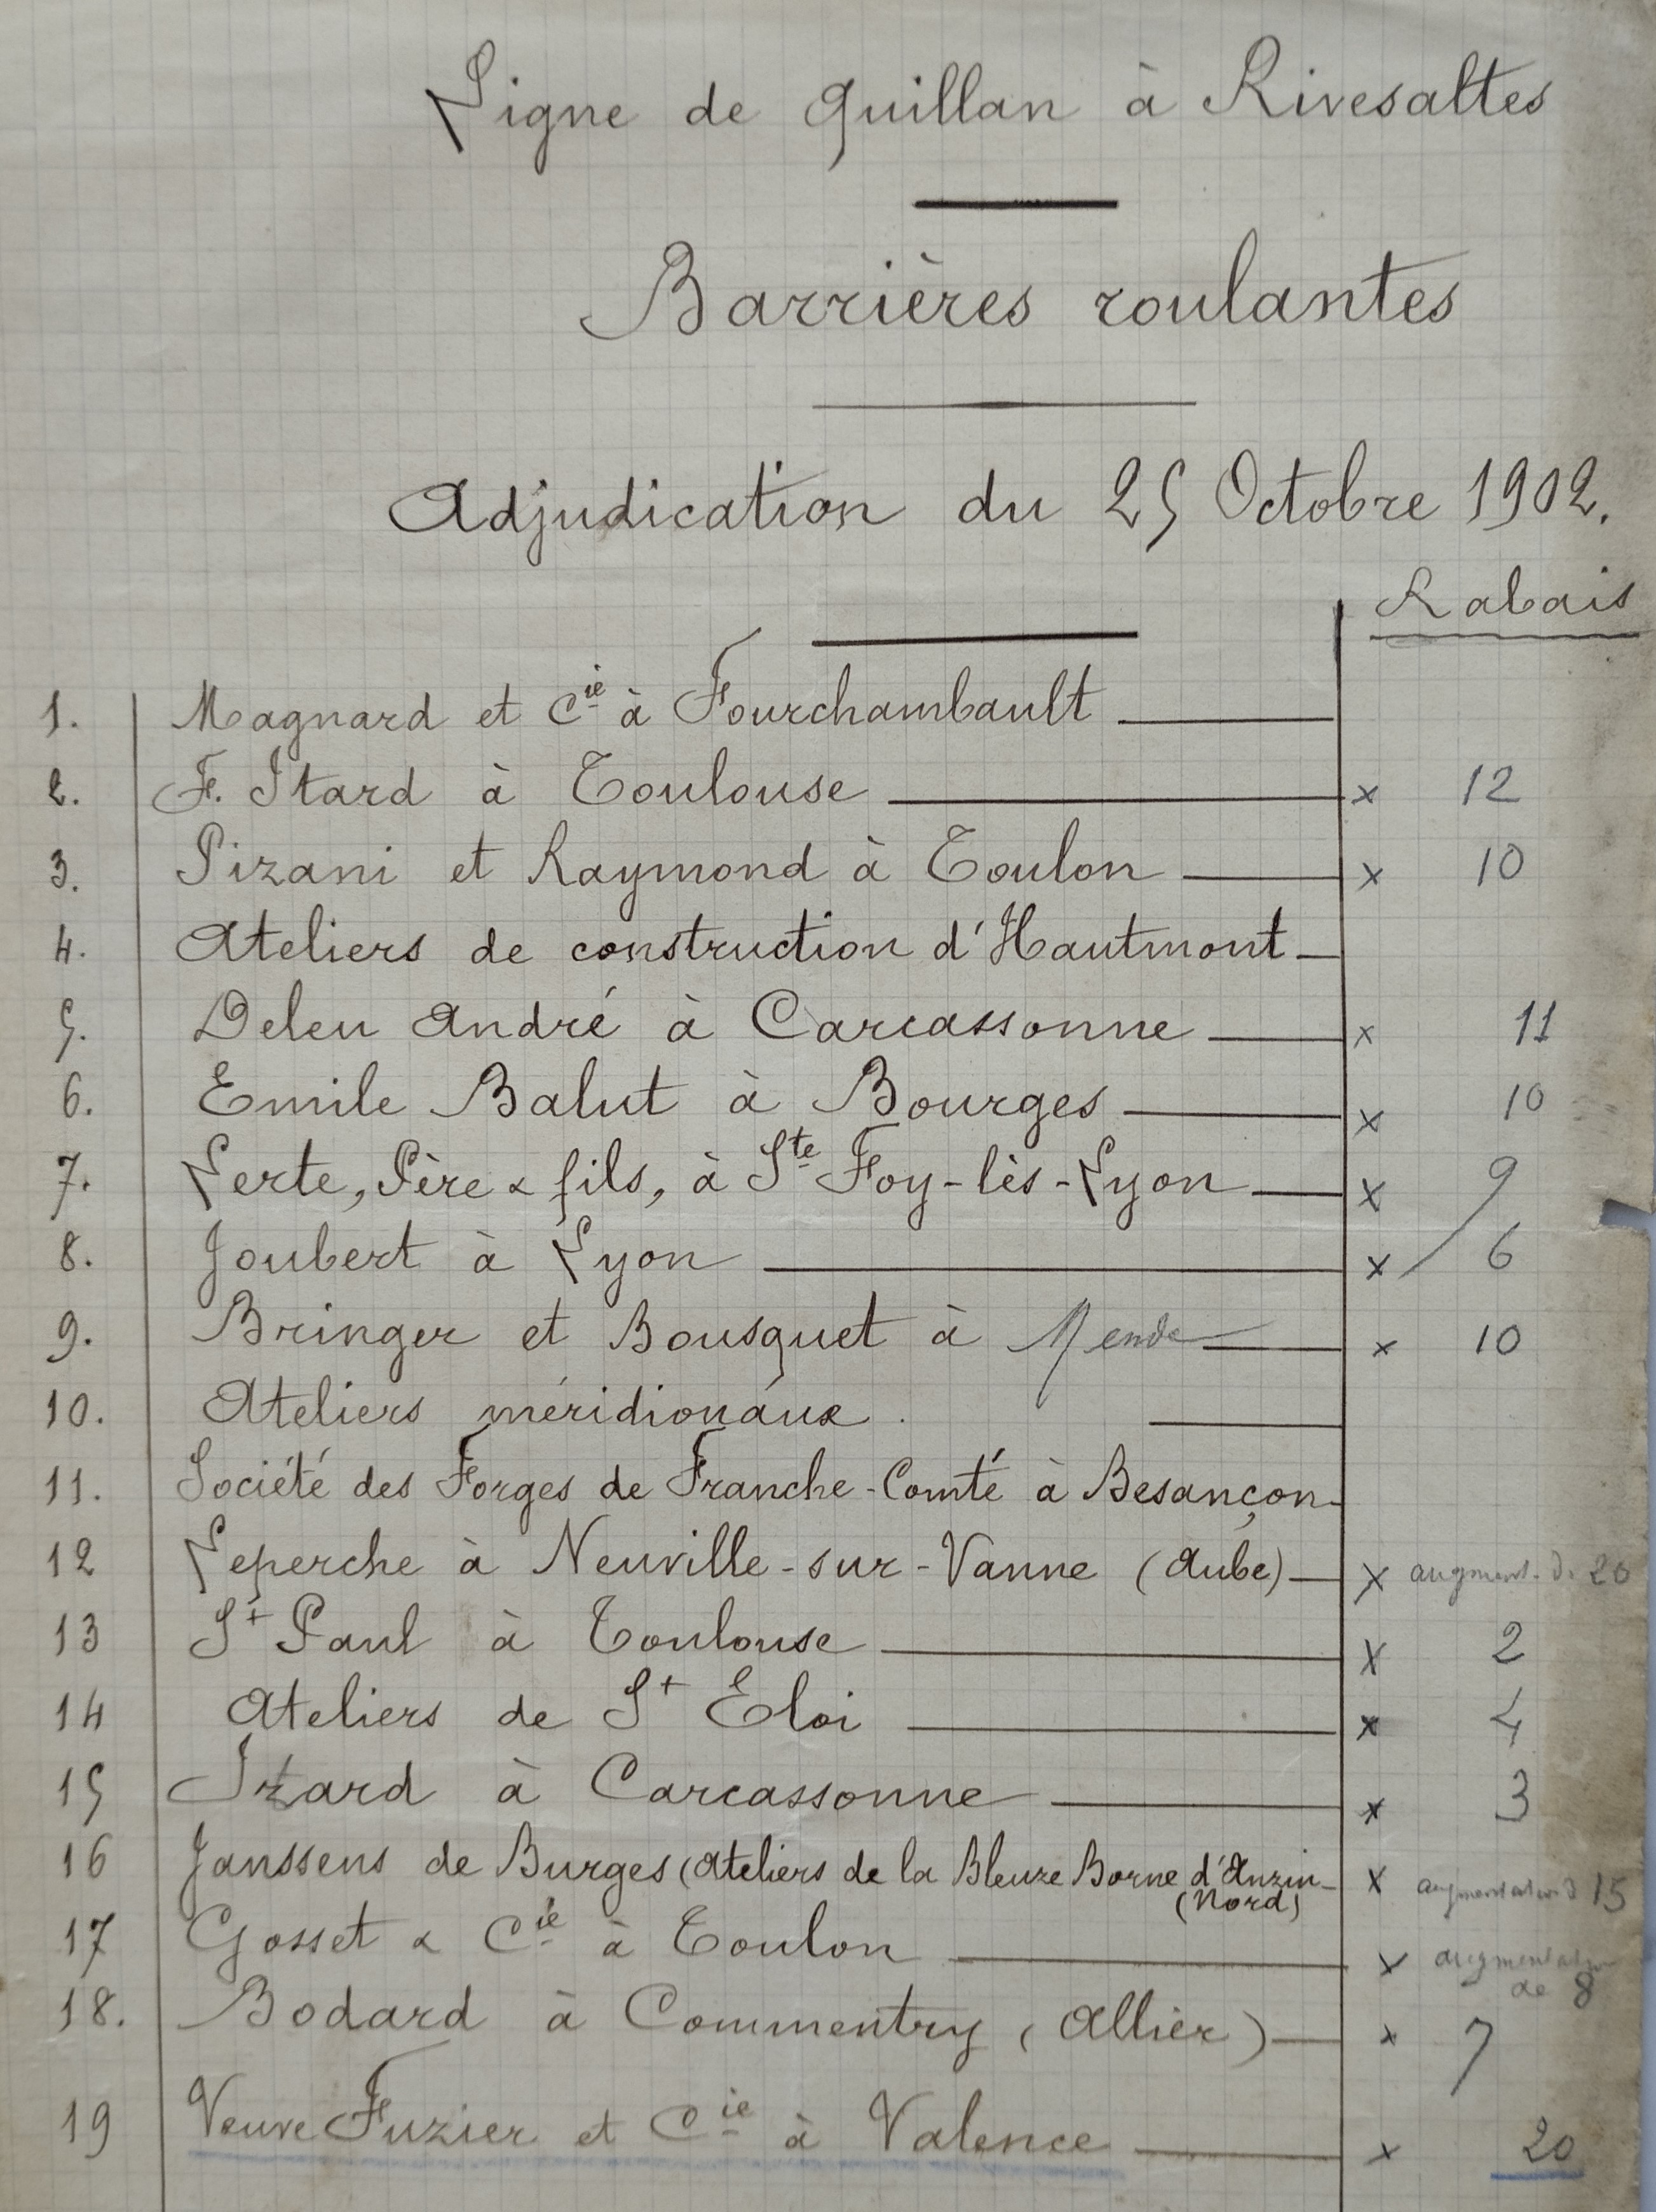 Ligne de Quillan à Rivesaltes
Barrières roulantes
Adjudication du 25 Octobre 1902.
Rabais
1. Magnard et Cie à Fourchambault
2. F. Itard à Toulouse x 12
3. Pizani et Raymond à Toulon x 10
4. Ateliers de construction d'Hautmont
5. Deleu André à Carcassonne x 11
6. Emile Balut à Bourges x 10
7. Lerte, Père & fils, à Ste Foy-lès-Lyon x 9
8. Joubert à Lyon x 6
9. Bringer et Bousquet à Mende x 10
10. Ateliers méridionaux.
11. Société des Forges de Franche-Comté à Besançon
12 Leperche à Neuville-sur-Vanne (Aube) x augment. de 20
13 St Paul à Toulouse x 2
14 Ateliers de St Eloi x 4
15 Izard à Carcassonne x 3
16 Janssens de Burges (Ateliers de la Bleuze Borne d'Anzin x augmentation de 15
(Nord)
17 Gosset & Cie à Toulon x augmentation
de 8
18. Bodard à Commentry (Allier) x 7
19 Veuve Fuzier et Cie à Valence x 20